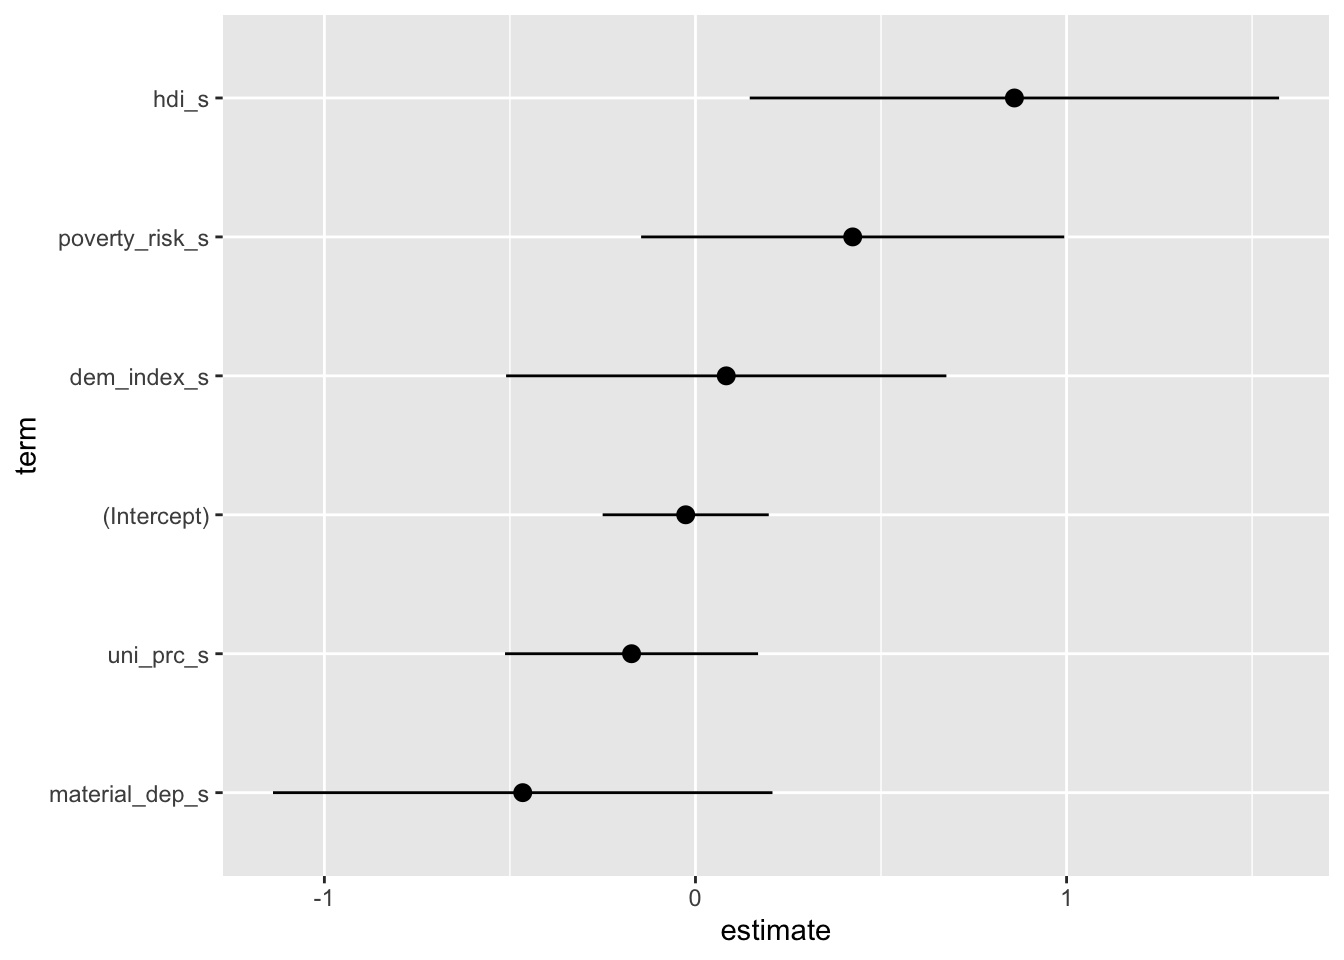 hdi_s
poverty_risk_s
dem_index_s
term
(Intercept)
uni_prc_s
material_dep_s
-1 0 1
estimate